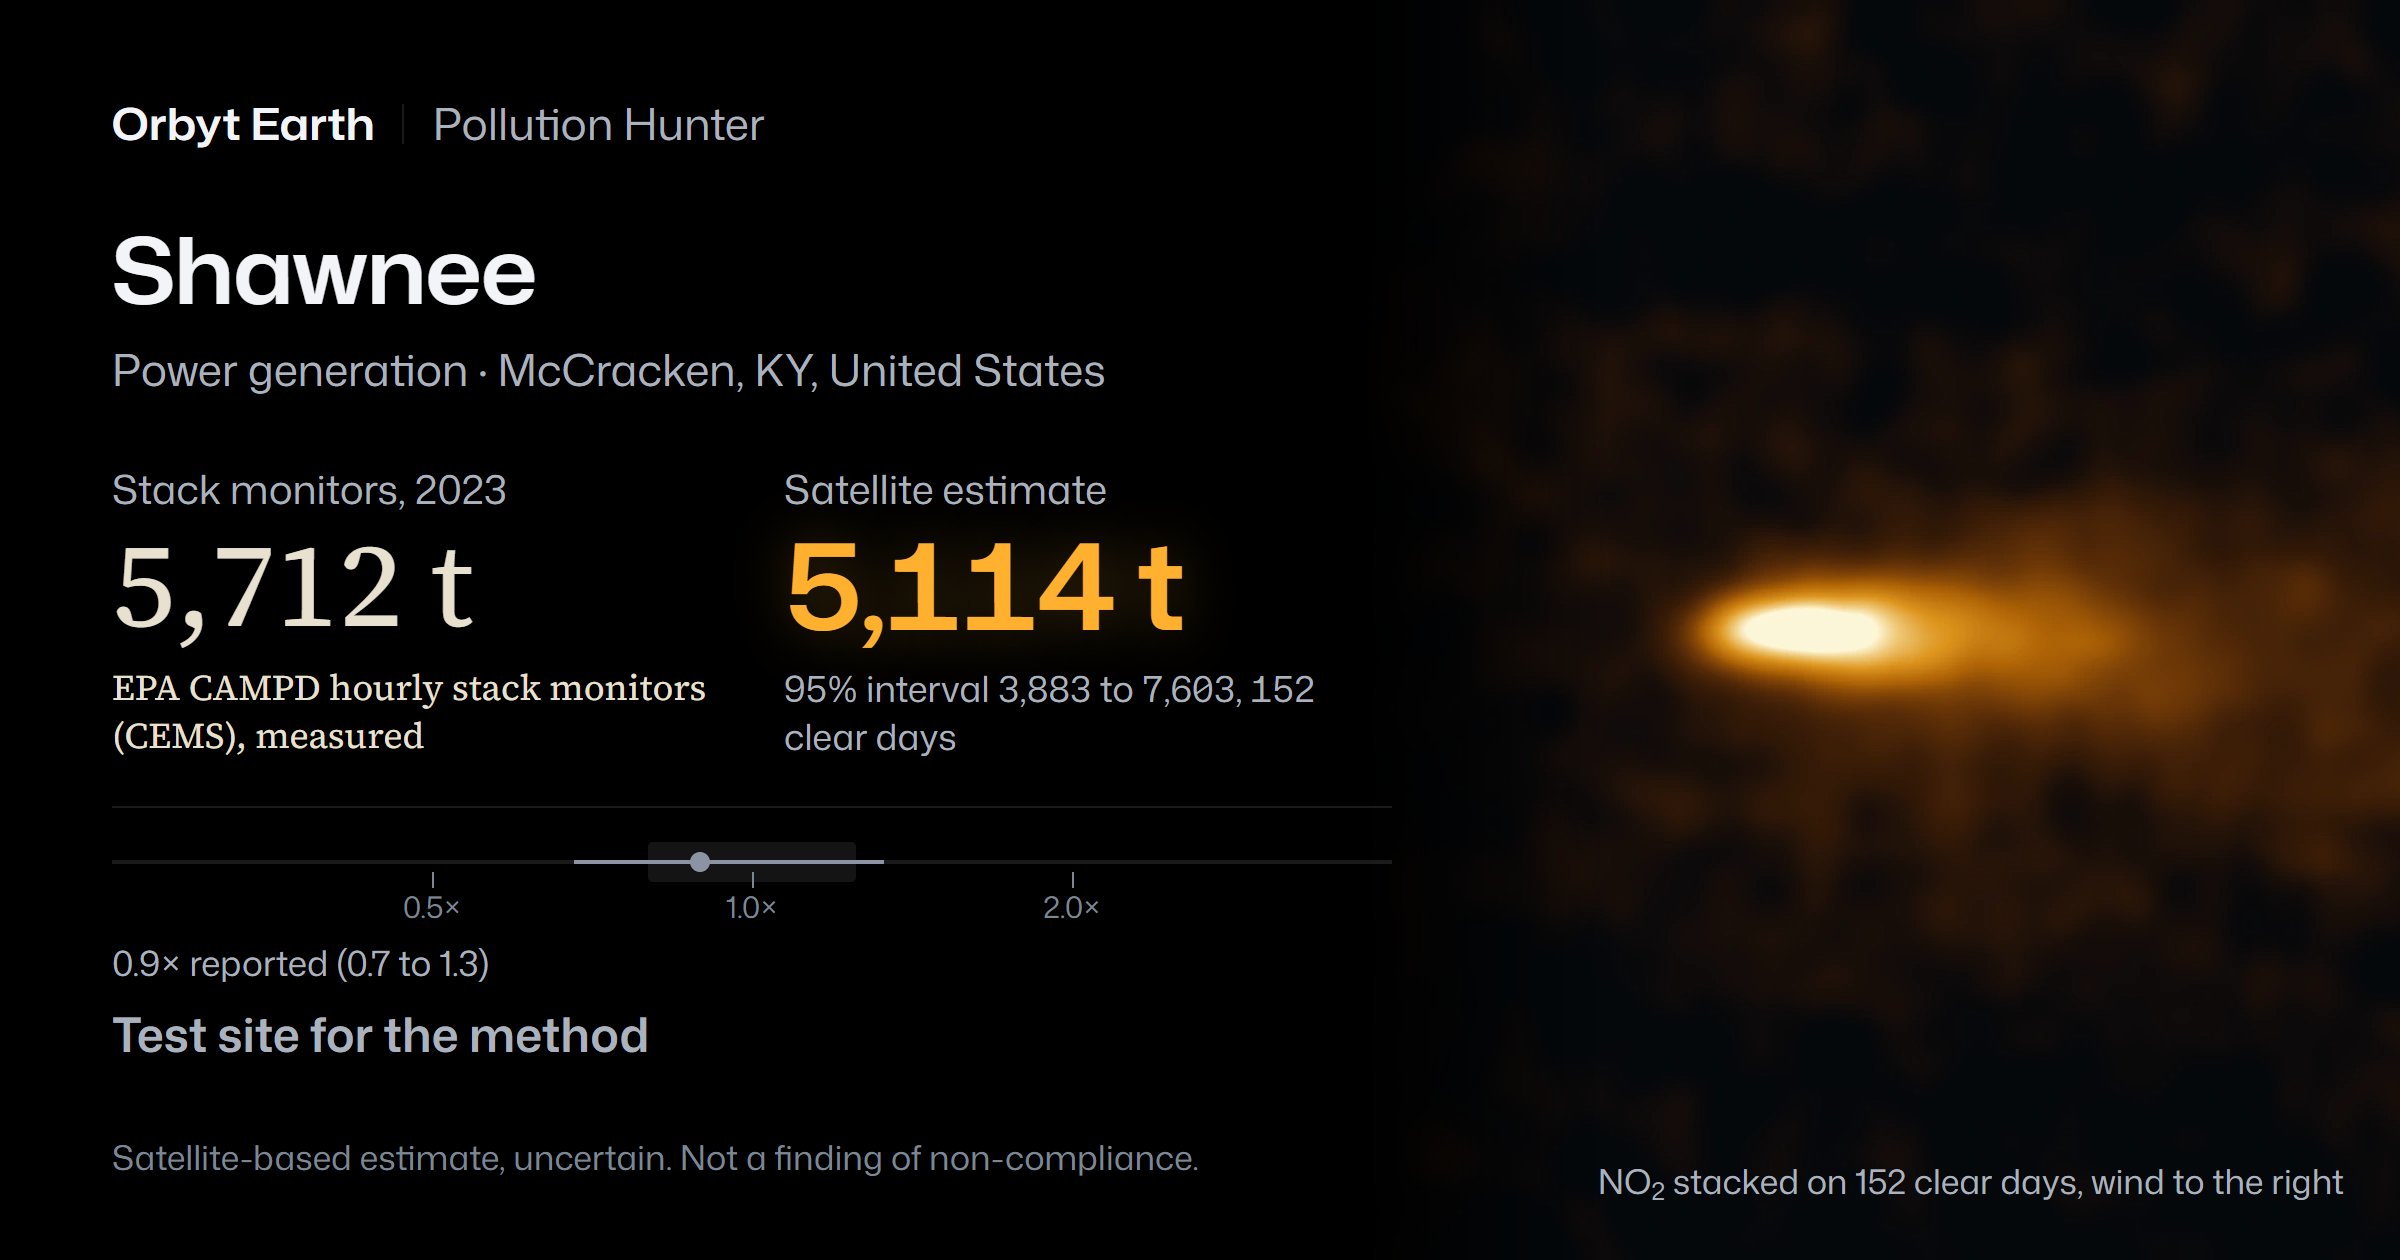 Orbyt Earth | Pollution Hunter
Shawnee
Power generation · McCracken, KY, United States
Stack monitors, 2023
5,712 t
EPA CAMPD hourly stack monitors
(CEMS), measured
Satellite estimate
5,114 t
95% interval 3,883 to 7,603, 152
clear days
0.5× 1.0× 2.0×
0.9× reported (0.7 to 1.3)
Test site for the method
Satellite-based estimate, uncertain. Not a finding of non-compliance.
NO₂ stacked on 152 clear days, wind to the right